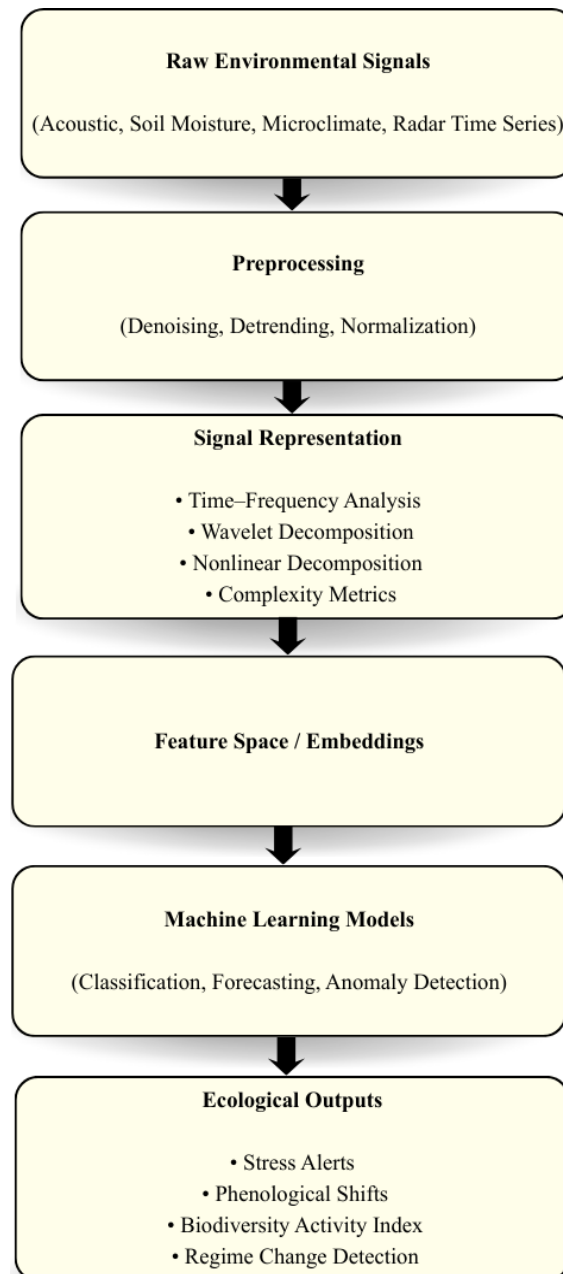 Raw Environmental Signals
(Acoustic, Soil Moisture, Microclimate, Radar Time Series)
Preprocessing
(Denoising, Detrending, Normalization)
Signal Representation
• Time–Frequency Analysis
• Wavelet Decomposition
• Nonlinear Decomposition
• Complexity Metrics
Feature Space / Embeddings
Machine Learning Models
(Classification, Forecasting, Anomaly Detection)
Ecological Outputs
• Stress Alerts
• Phenological Shifts
• Biodiversity Activity Index
• Regime Change Detection